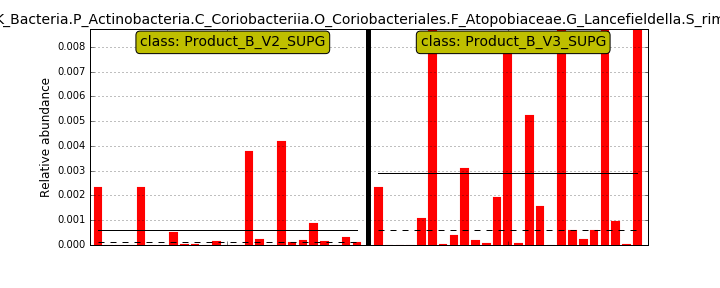 K_Bacteria.P_Actinobacteria.C_Coriobacteriia.O_Coriobacteriales.F_Atopobiaceae.G_Lancefieldella.S_rim
class: Product_B_V2_SUPG
class: Product_B_V3_SUPG
Relative abundance
0.008
0.007
0.006
0.005
0.004
0.003
0.002
0.001
0.000